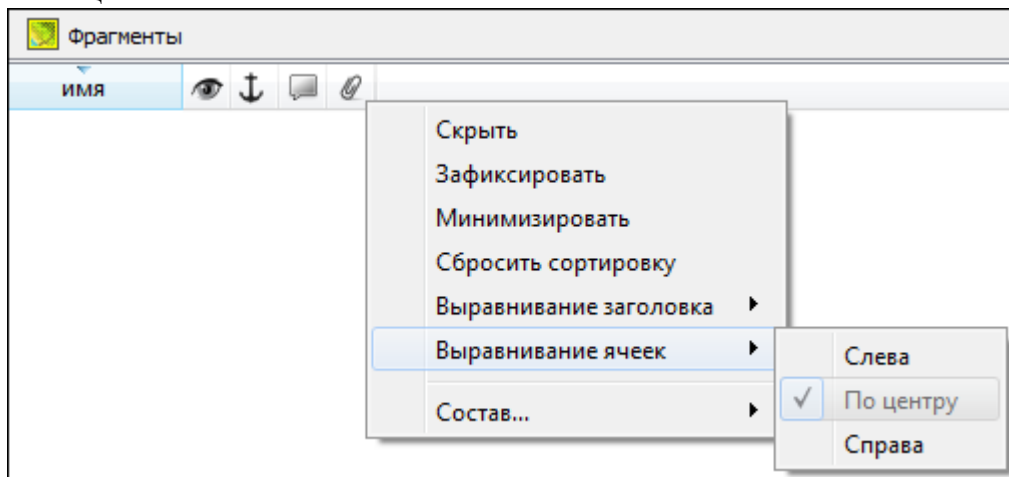 Фрагменты
имя
Скрыть
Зафиксировать
Минимизировать
Сбросить сортировку
Выравнивание заголовка
Выравнивание ячеек
Состав...
Слева
По центру
Справа